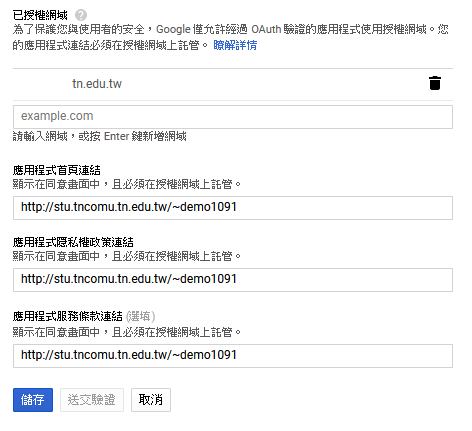 已授權網域 ?
為了保護您與使用者的安全，Google 僅允許經過 OAuth 驗證的應用程式使用授權網域。您
的應用程式連結必須在授權網域上託管。 瞭解詳情
tn.edu.tw
example.com
請輸入網域，或按 Enter 鍵新增網域
應用程式首頁連結
顯示在同意畫面中，且必須在授權網域上託管。
http://stu.tncomu.tn.edu.tw/~demo1091
應用程式隱私權政策連結
顯示在同意畫面中，且必須在授權網域上託管。
http://stu.tncomu.tn.edu.tw/~demo1091
應用程式服務條款連結 (選填)
顯示在同意畫面中，且必須在授權網域上託管。
http://stu.tncomu.tn.edu.tw/~demo1091
儲存 送交驗證 取消